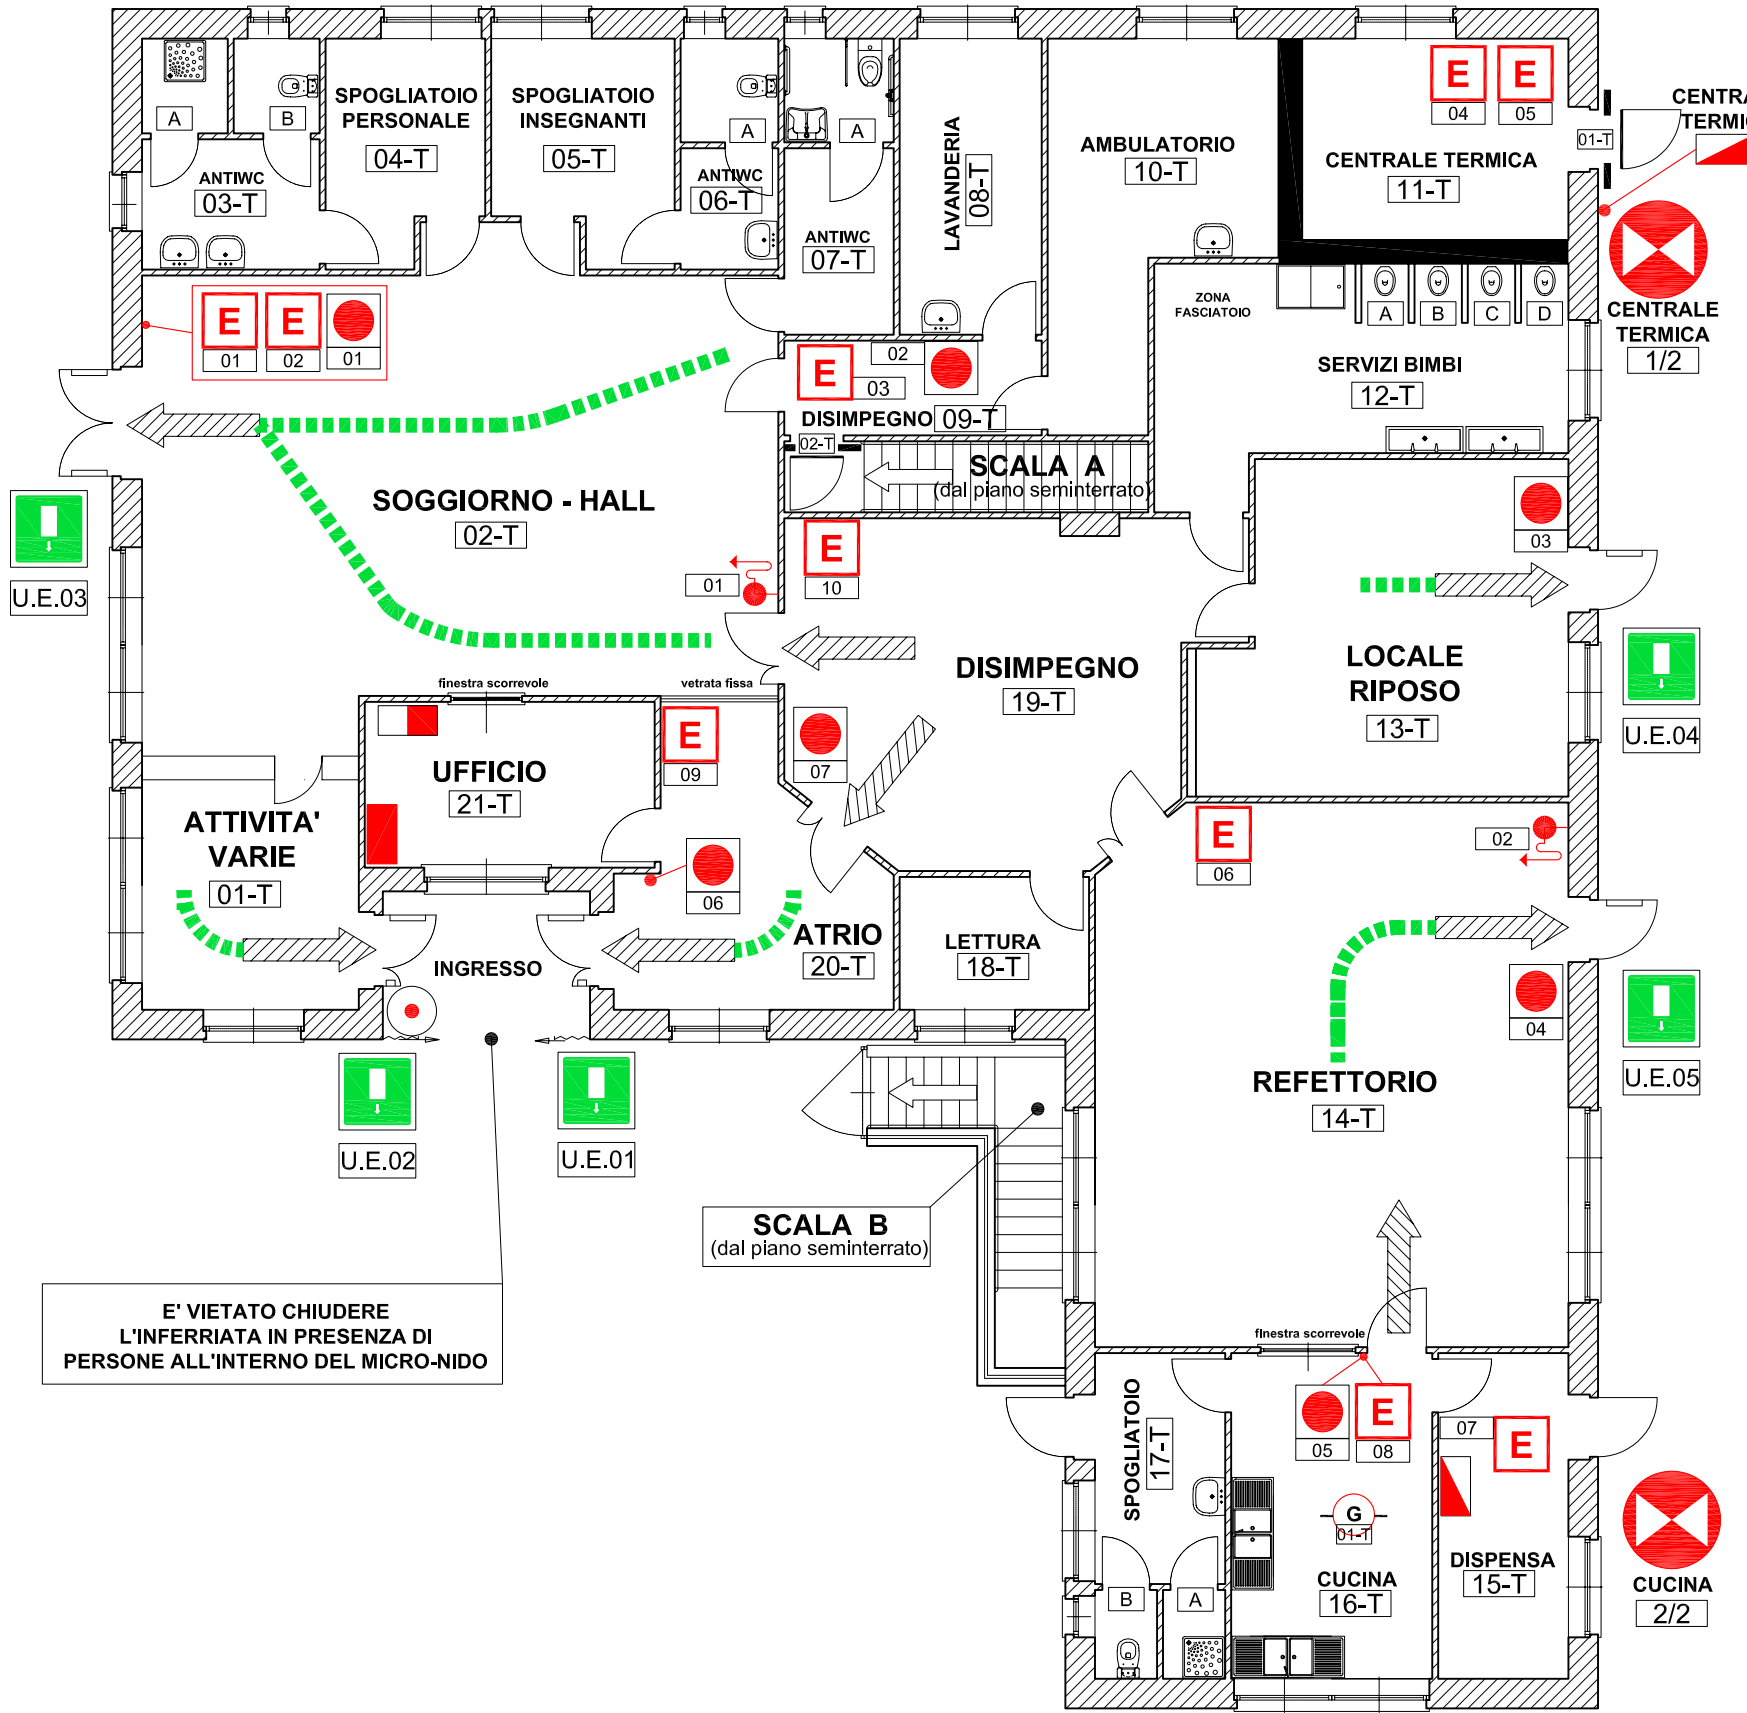 A
B
SPOGLIATOIO
PERSONALE
04-T
SPOGLIATOIO
INSEGNANTI
05-T
A
A
ANTIWC
03-T
ANTIWC
06-T
ANTIWC
07-T
LAVANDERIA
08-T
AMBULATORIO
10-T
E
04
E
05
CENTRALE TERMICA
11-T
01-T
CENTRALE
TERMICA
1/2
E
01
E
02
01
E
03
02
DISIMPEGNO
09-T
02-T
SCALA A
(dal piano seminterrato)
ZONA
FASCIATOIO
A
B
C
D
SERVIZI BIMBI
12-T
SOGGIORNO - HALL
02-T
U.E.03
01
E
10
03
DISIMPEGNO
19-T
LOCALE
RIPOSO
13-T
U.E.04
finestra scorrevole
vetrata fissa
UFFICIO
21-T
E
09
07
ATTIVITA'
VARIE
01-T
06
E
06
02
INGRESSO
ATRIO
20-T
LETTURA
18-T
04
U.E.05
REFETTORIO
14-T
U.E.02
U.E.01
SCALA B
(dal piano seminterrato)
E' VIETATO CHIUDERE
L'INFERRIATA IN PRESENZA DI
PERSONE ALL'INTERNO DEL MICRO-NIDO
finestra scorrevole
SPOGLIATOIO
17-T
05
E
08
07
E
G
01-T
CUCINA
16-T
DISPENSA
15-T
B
A
CUCINA
2/2